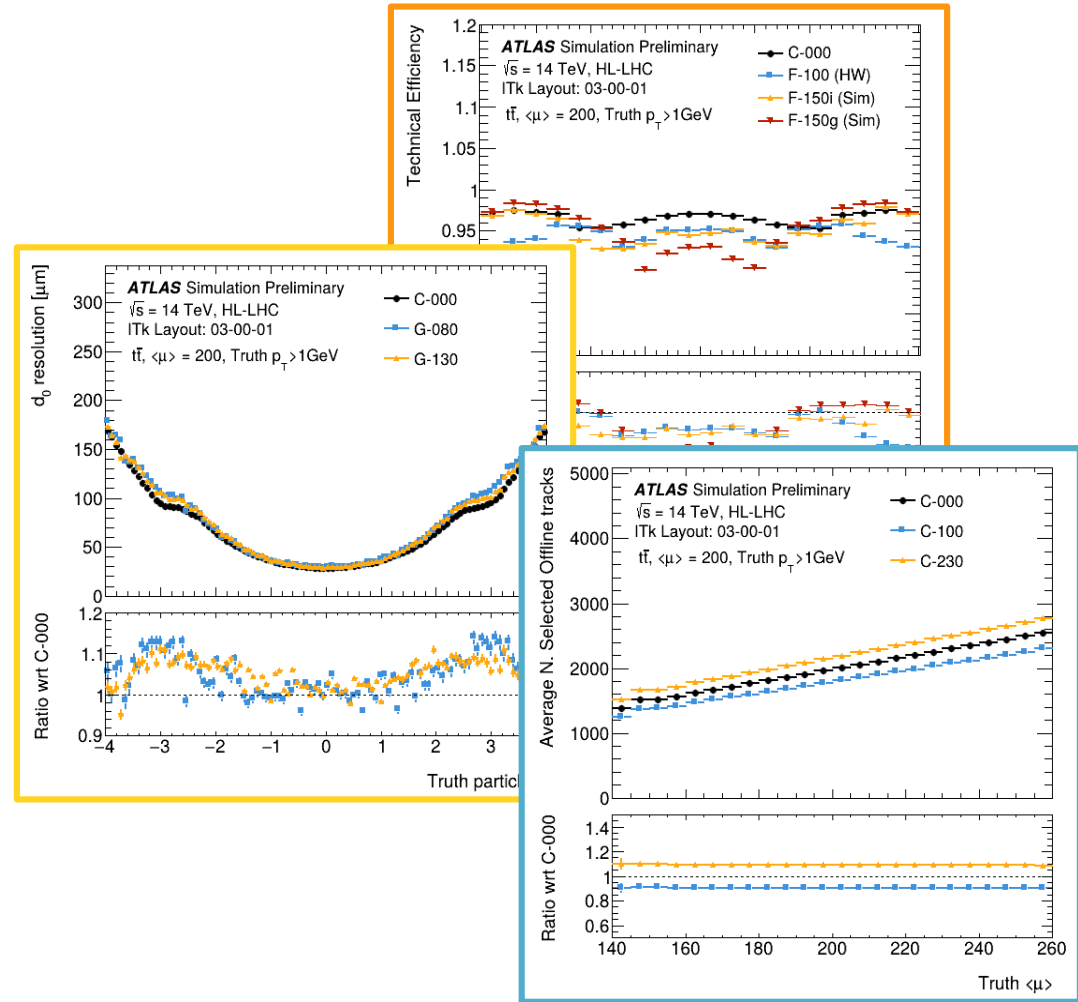 1.2
1.15
1.1
1.05
1
0.95
Technical Efficiency
ATLAS Simulation Preliminary
√s = 14 TeV, HL-LHC
ITk Layout: 03-00-01
tt̄, ⟨μ⟩ = 200, Truth p_T>1GeV
C-000
F-100 (HW)
F-150i (Sim)
F-150g (Sim)
d_0 resolution [μm]
300
250
200
150
100
50
0
ATLAS Simulation Preliminary
√s = 14 TeV, HL-LHC
ITk Layout: 03-00-01
tt̄, ⟨μ⟩ = 200, Truth p_T>1GeV
C-000
G-080
G-130
Ratio wrt C-000
1.2
1.1
1
0.9
−4 −3 −2 −1 0 1 2 3
Truth partic
Average N. Selected Offline tracks
5000
4000
3000
2000
1000
0
ATLAS Simulation Preliminary
√s = 14 TeV, HL-LHC
ITk Layout: 03-00-01
tt̄, ⟨μ⟩ = 200, Truth p_T>1GeV
C-000
C-100
C-230
Ratio wrt C-000
1.4
1.2
1
0.8
0.6
140 160 180 200 220 240 260
Truth ⟨μ⟩